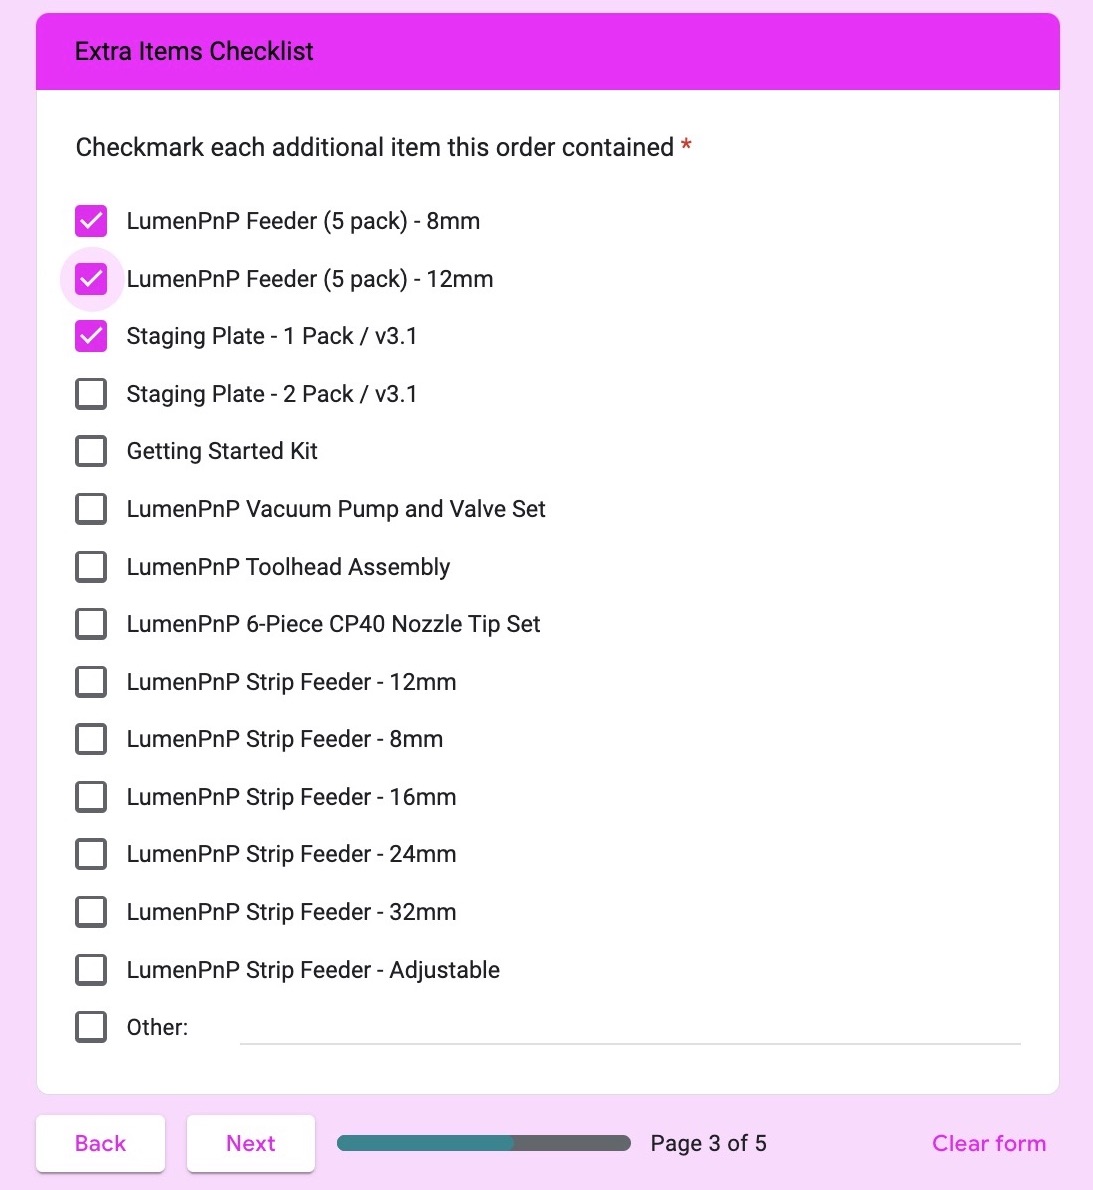 Extra Items Checklist
Checkmark each additional item this order contained *
LumenPnP Feeder (5 pack) - 8mm
LumenPnP Feeder (5 pack) - 12mm
Staging Plate - 1 Pack / v3.1
Staging Plate - 2 Pack / v3.1
Getting Started Kit
LumenPnP Vacuum Pump and Valve Set
LumenPnP Toolhead Assembly
LumenPnP 6-Piece CP40 Nozzle Tip Set
LumenPnP Strip Feeder - 12mm
LumenPnP Strip Feeder - 8mm
LumenPnP Strip Feeder - 16mm
LumenPnP Strip Feeder - 24mm
LumenPnP Strip Feeder - 32mm
LumenPnP Strip Feeder - Adjustable
Other:
Back Next Page 3 of 5 Clear form